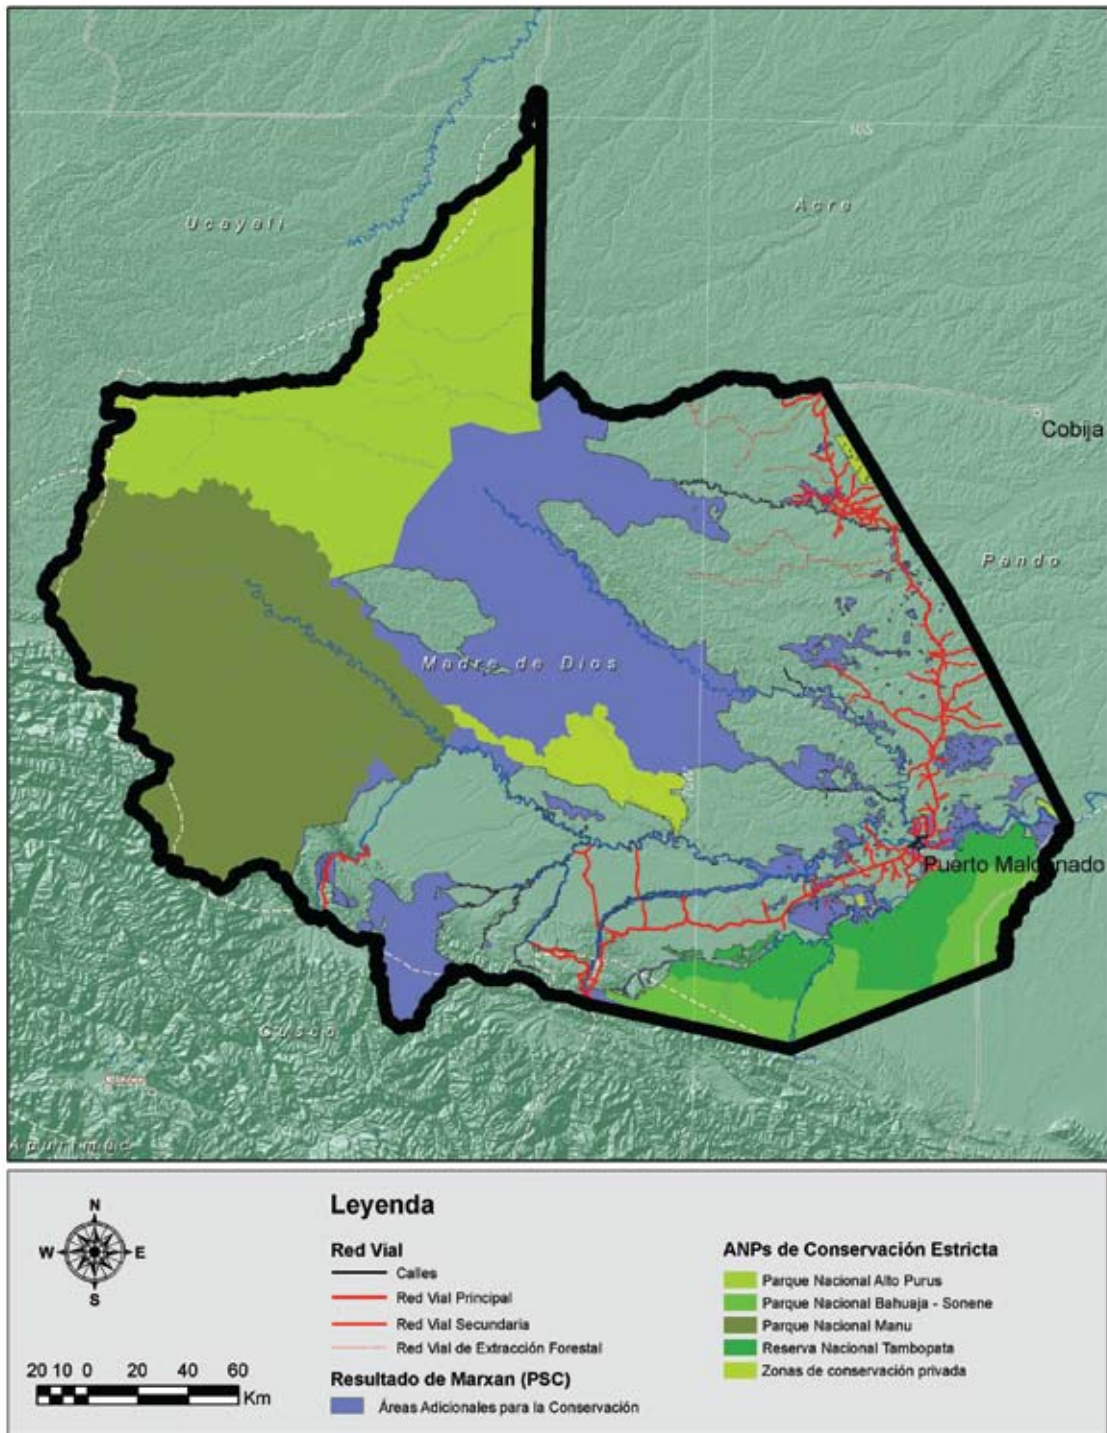 Ucayali
Acre
Cobija
Pando
Madre de Dios
Puerto Maldonado
Cusco
Apurimac
N
W
E
S
20 10 0 20 40 60
Km
Leyenda
Red Vial
Calles
Red Vial Principal
Red Vial Secundaria
Red Vial de Extracción Forestal
Resultado de Marxan (PSC)
Áreas Adicionales para la Conservación
ANPs de Conservación Estricta
Parque Nacional Alto Purus
Parque Nacional Bahuaja - Sonene
Parque Nacional Manu
Reserva Nacional Tambopata
Zonas de conservación privada